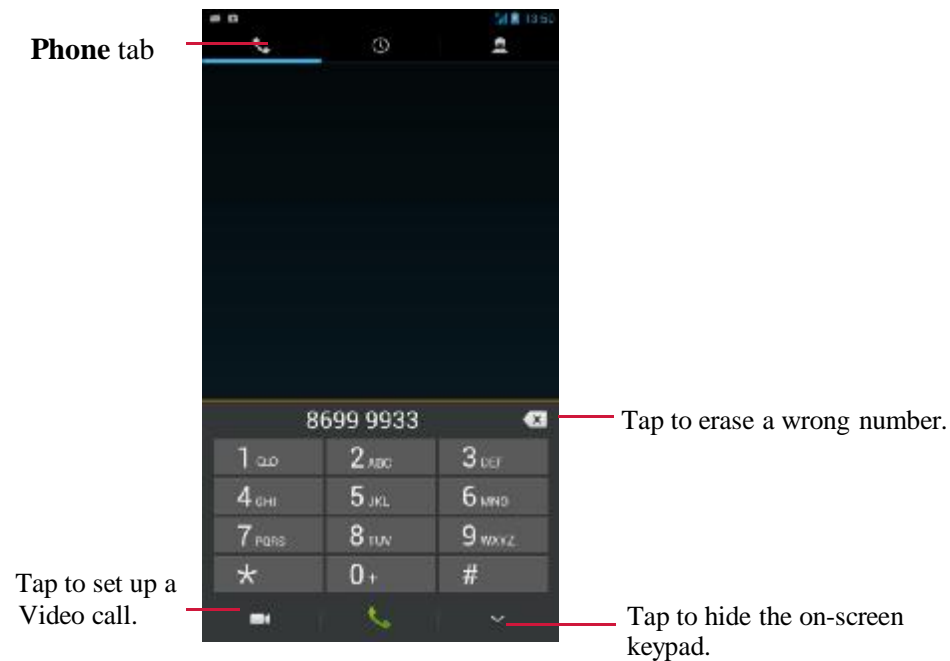 13:50
Phone tab
8699 9933
Tap to erase a wrong number.
1
2 ABC
3 DEF
4 GHI
5 JKL
6 MNO
7 PQRS
8 TUV
9 WXYZ
* 0 + #
Tap to set up a
Video call.
Tap to hide the on-screen
keypad.